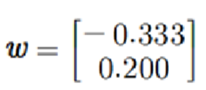 w = [− 0.333
0.200]